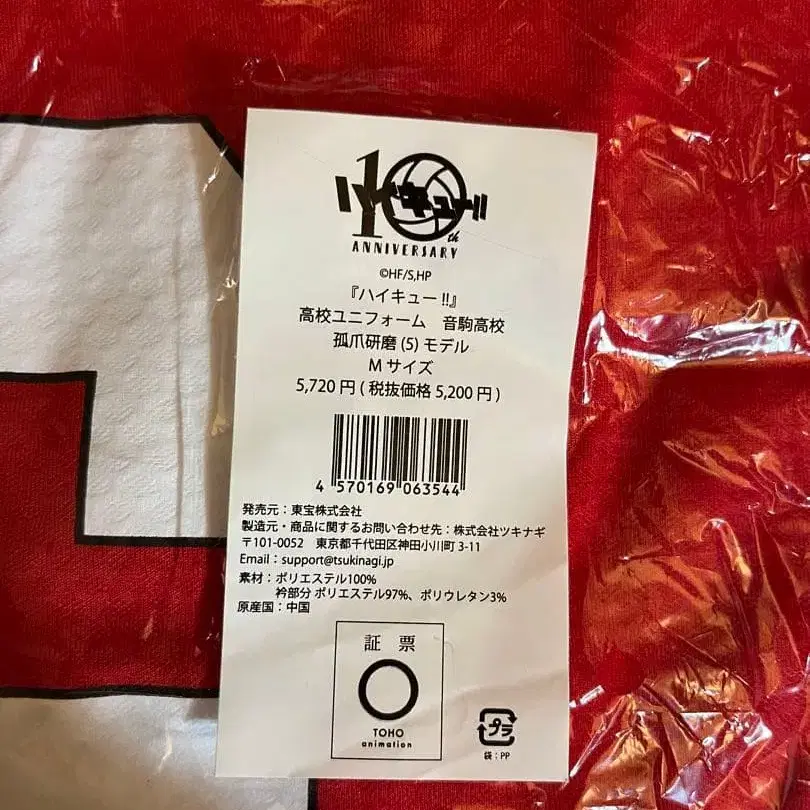 10th
ハイキュー!!
ANNIVERSARY
©HF/S,HP
『ハイキュー!!』
高校ユニフォーム 音駒高校
孤爪研磨(5)モデル
Mサイズ
5,720円(税抜価格5,200円)
4 570169 063544
発売元：東宝株式会社
製造元・商品に関するお問い合わせ先：株式会社ツキナギ
〒101-0052 東京都千代田区神田小川町3-11
Email：support@tsukinagi.jp
素材：ポリエステル100%
衿部分 ポリエステル97%、ポリウレタン3%
原産国：中国
証 票
TOHO
animation
プラ
袋：PP